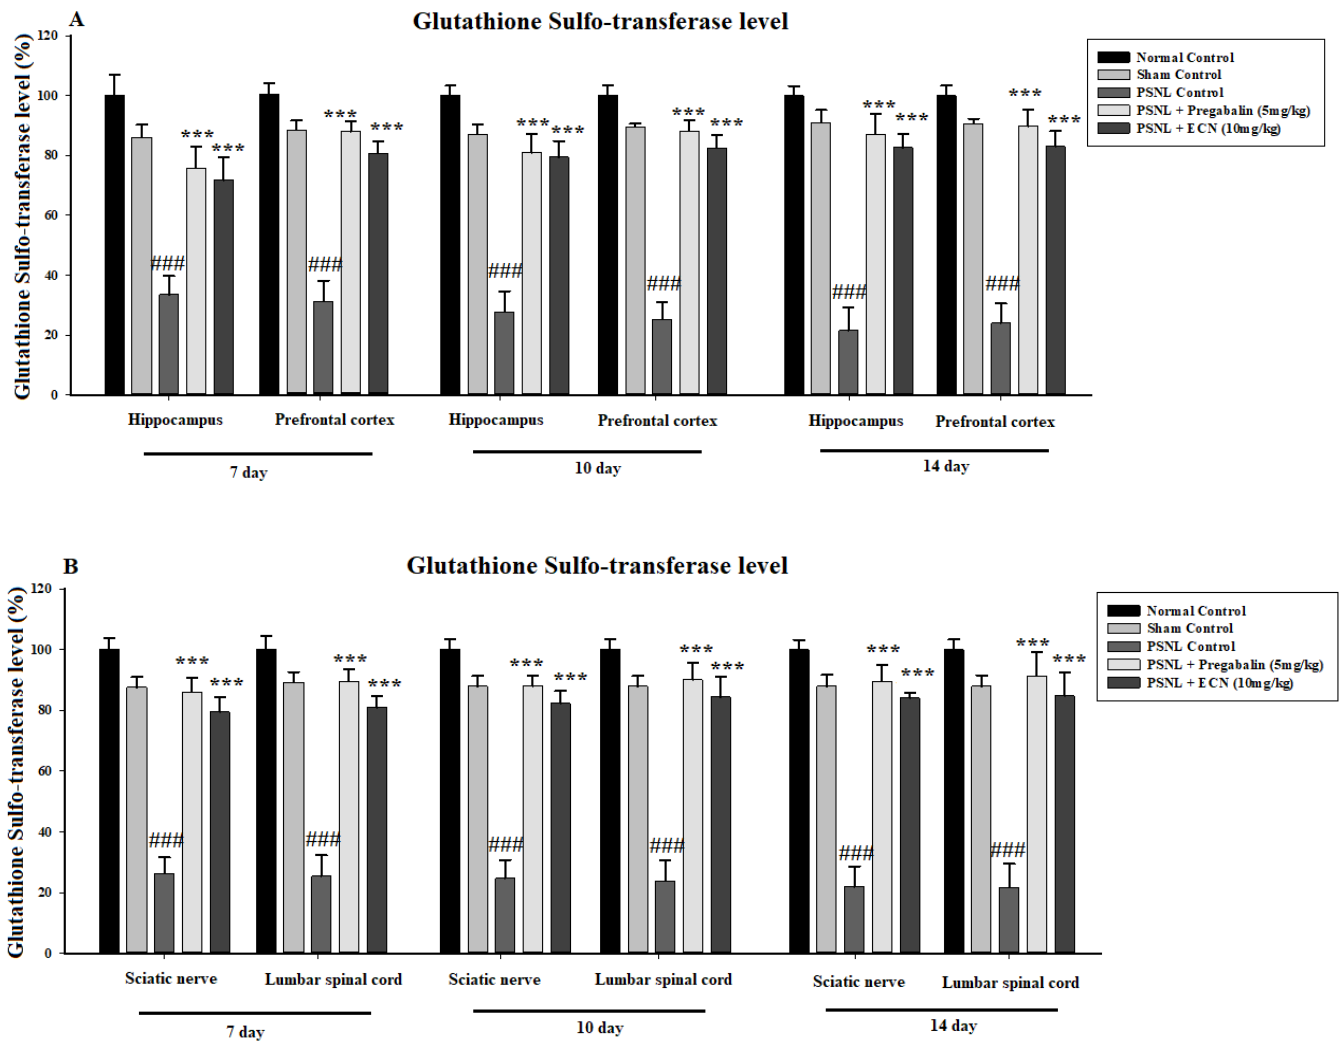 A
Glutathione Sulfo-transferase level
Glutathione Sulfo-transferase level (%)
120
100
80
60
40
20
0
### *** ***
### *** ***
### *** ***
### *** ***
### *** ***
### *** ***
Hippocampus Prefrontal cortex Hippocampus Prefrontal cortex Hippocampus Prefrontal cortex
7 day 10 day 14 day
Normal Control
Sham Control
PSNL Control
PSNL + Pregabalin (5mg/kg)
PSNL + ECN (10mg/kg)
B
Glutathione Sulfo-transferase level
Glutathione Sulfo-transferase level (%)
120
100
80
60
40
20
0
### *** ***
### *** ***
### *** ***
### *** ***
### *** ***
### *** ***
Sciatic nerve Lumbar spinal cord Sciatic nerve Lumbar spinal cord Sciatic nerve Lumbar spinal cord
7 day 10 day 14 day
Normal Control
Sham Control
PSNL Control
PSNL + Pregabalin (5mg/kg)
PSNL + ECN (10mg/kg)